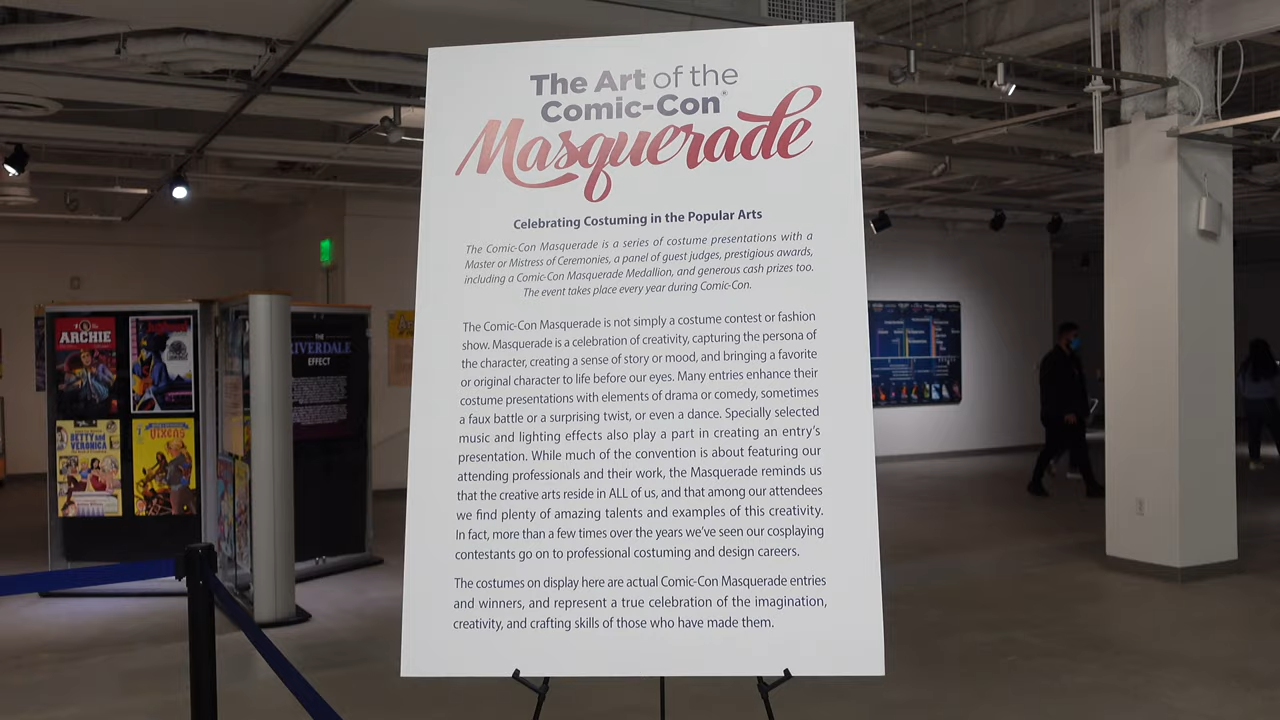 The Art of the
Comic-Con®
Masquerade
Celebrating Costuming in the Popular Arts
The Comic-Con Masquerade is a series of costume presentations with a
Master or Mistress of Ceremonies, a panel of guest judges, prestigious awards,
including a Comic-Con Masquerade Medallion, and generous cash prizes too.
The event takes place every year during Comic-Con.
The Comic-Con Masquerade is not simply a costume contest or fashion
show. Masquerade is a celebration of creativity, capturing the persona of
the character, creating a sense of story or mood, and bringing a favorite
or original character to life before our eyes. Many entries enhance their
costume presentations with elements of drama or comedy, sometimes
a faux battle or a surprising twist, or even a dance. Specially selected
music and lighting effects also play a part in creating an entry's
presentation. While much of the convention is about featuring our
attending professionals and their work, the Masquerade reminds us
that the creative arts reside in ALL of us, and that among our attendees
we find plenty of amazing talents and examples of this creativity.
In fact, more than a few times over the years we've seen our cosplaying
contestants go on to professional costuming and design careers.
The costumes on display here are actual Comic-Con Masquerade entries
and winners, and represent a true celebration of the imagination,
creativity, and crafting skills of those who have made them.
ARCHIE
BETTY and
VERONICA
VIXENS
THE
RIVERDALE
EFFECT